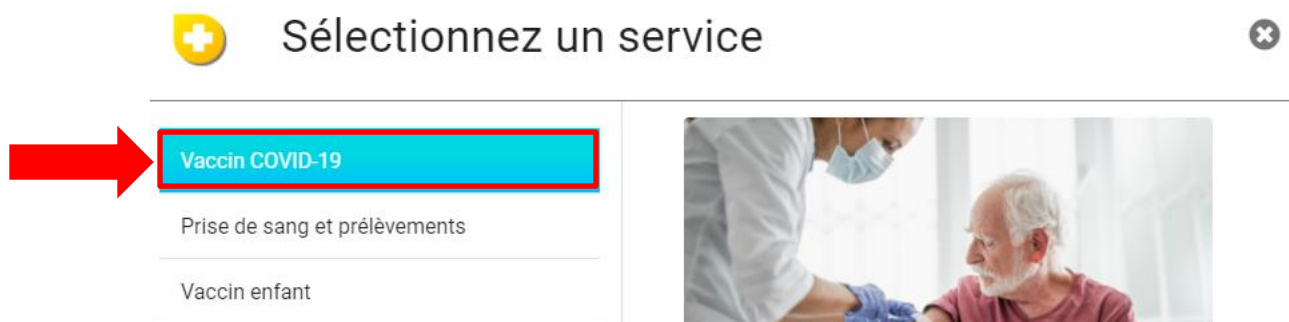 Sélectionnez un service
Vaccin COVID-19
Prise de sang et prélèvements
Vaccin enfant